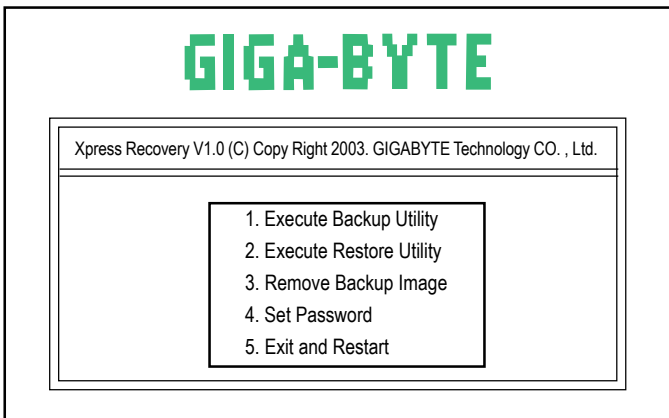 GIGA-BYTE
Xpress Recovery V1.0 (C) Copy Right 2003. GIGABYTE Technology CO. , Ltd.
1. Execute Backup Utility
2. Execute Restore Utility
3. Remove Backup Image
4. Set Password
5. Exit and Restart